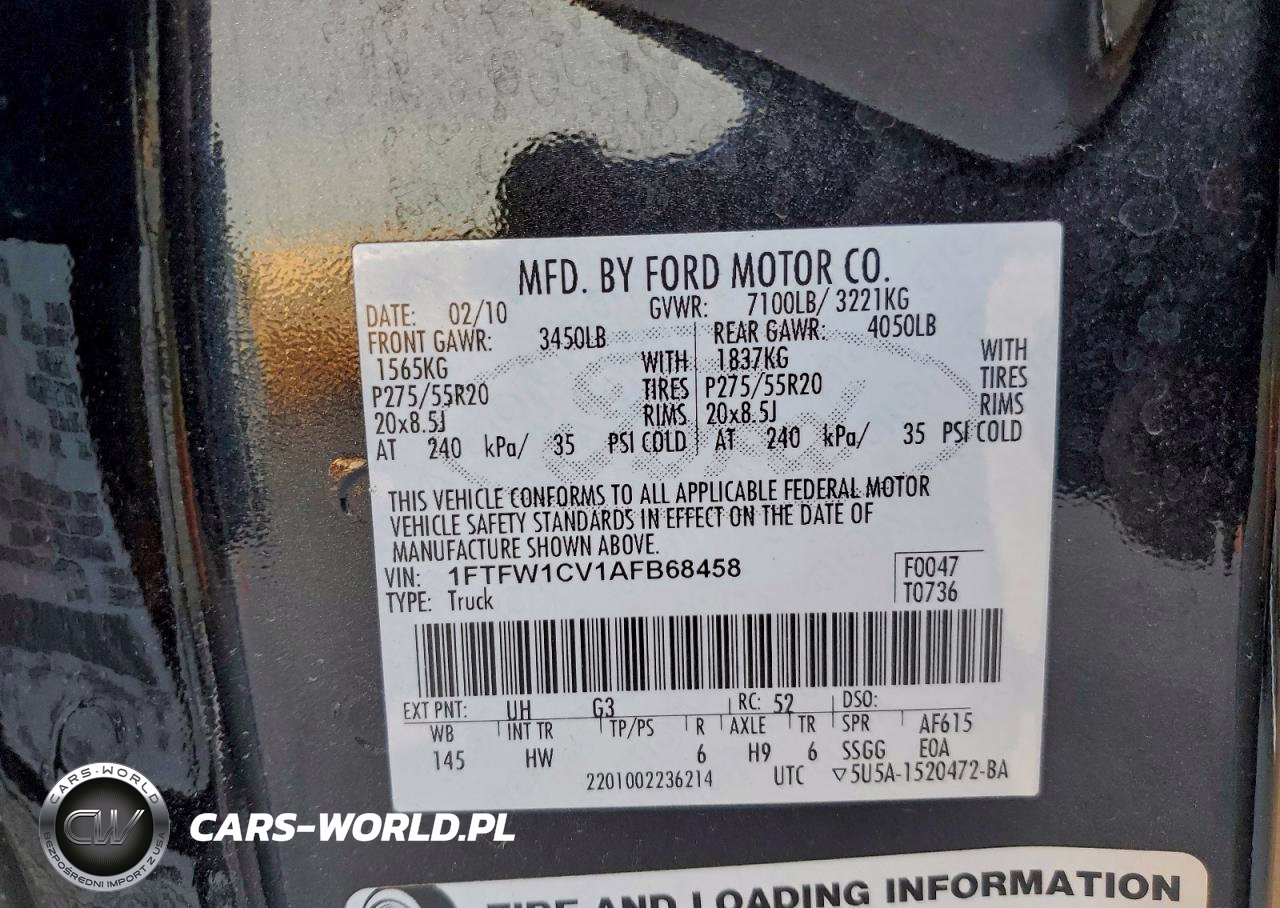 MFD. BY FORD MOTOR CO.
DATE: 02/10 GVWR: 7100LB/ 3221KG
FRONT GAWR: 3450LB REAR GAWR: 4050LB
1565KG WITH 1837KG WITH
P275/55R20 TIRES P275/55R20 TIRES
20x8.5J RIMS 20x8.5J RIMS
AT 240 kPa/ 35 PSI COLD AT 240 kPa/ 35 PSI COLD
THIS VEHICLE CONFORMS TO ALL APPLICABLE FEDERAL MOTOR
VEHICLE SAFETY STANDARDS IN EFFECT ON THE DATE OF
MANUFACTURE SHOWN ABOVE.
VIN: 1FTFW1CV1AFB68458 F0047
TYPE: Truck T0736
EXT PNT: UH G3 RC: 52 DSO:
WB INT TR TP/PS R AXLE TR SPR AF615
145 HW 6 H9 6 SSGG E0A
2201002236214 UTC ▽5U5A-1520472-BA
CARS-WORLD
CW
BEZPOŚREDNI IMPORT Z USA
CARS-WORLD.PL
TIRE AND LOADING INFORMATION